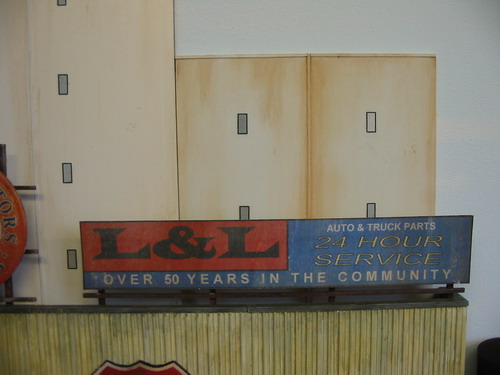 L&L
AUTO & TRUCK PARTS
24 HOUR
SERVICE
OVER 50 YEARS IN THE COMMUNITY